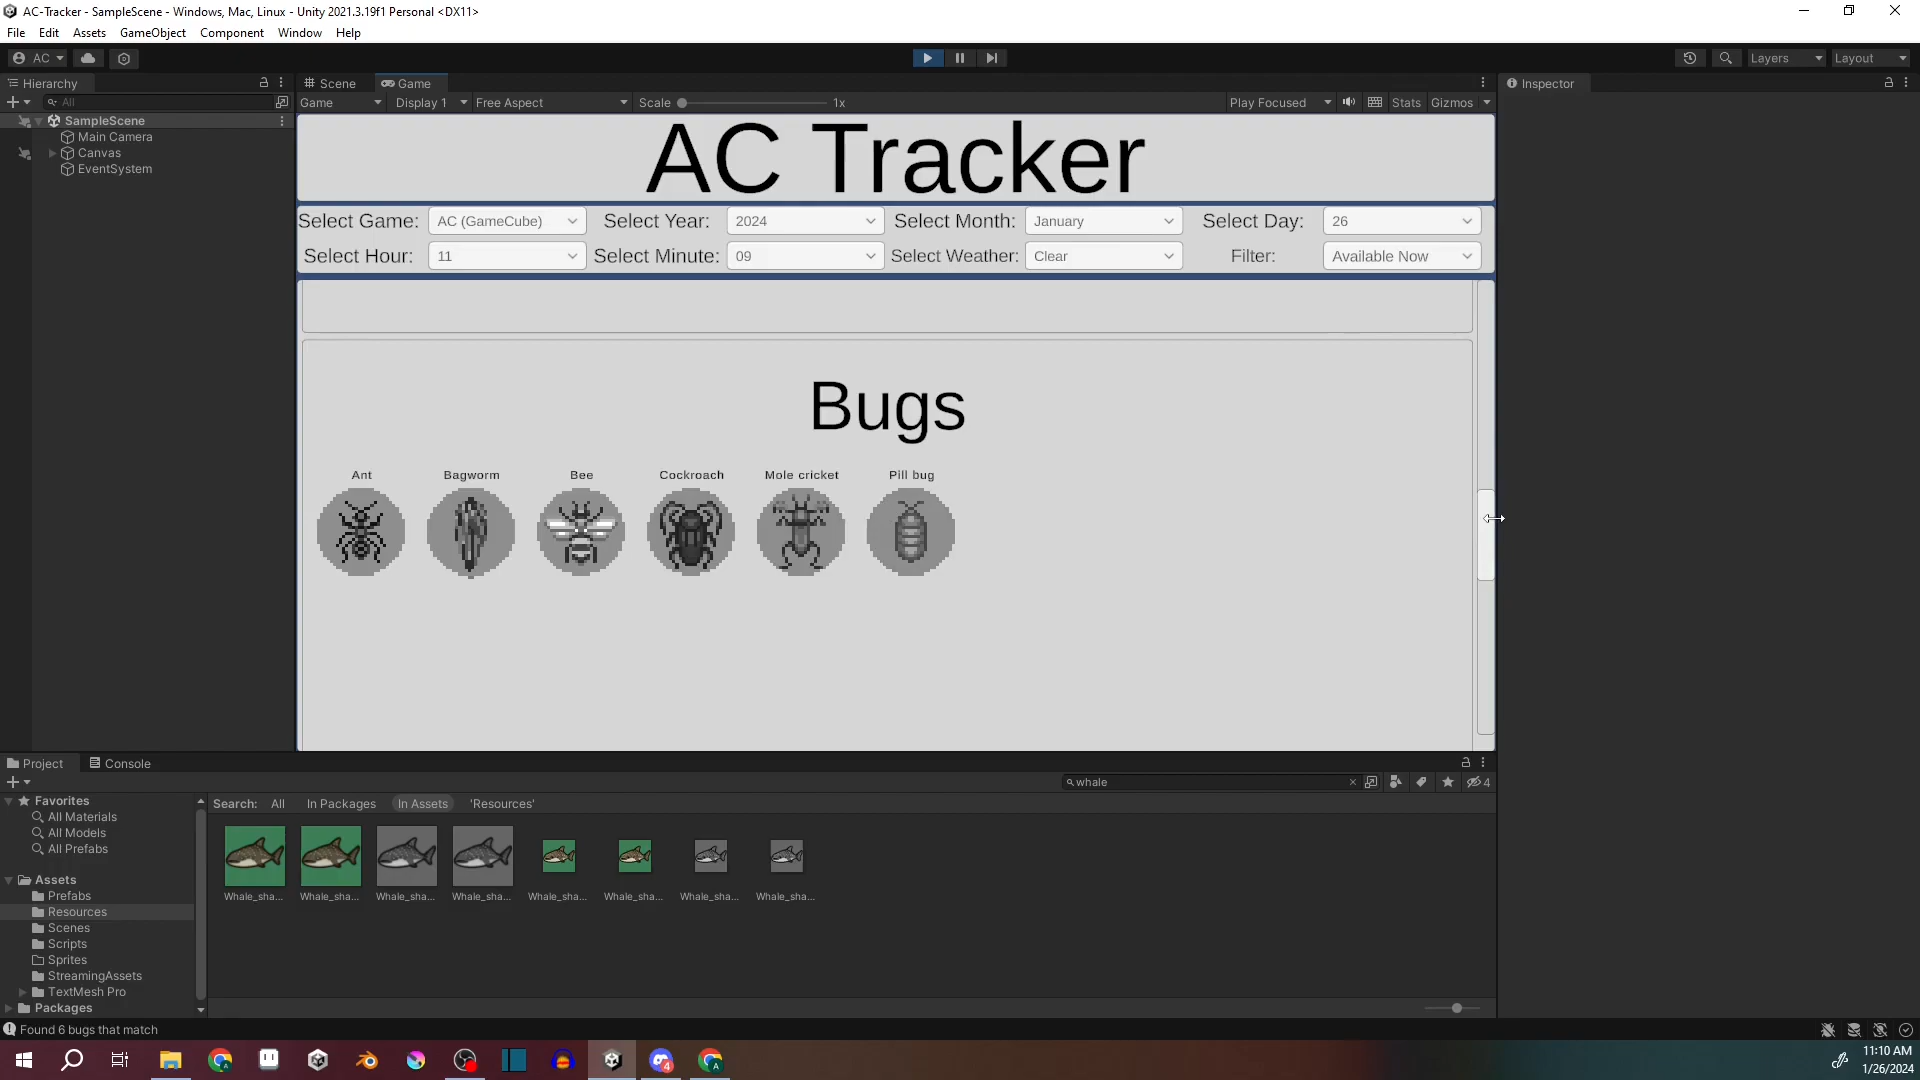 AC-Tracker - SampleScene - Windows, Mac, Linux - Unity 2021.3.19f1 Personal <DX11>
File Edit Assets GameObject Component Window Help
AC Layers Layout
Hierarchy Scene Game Inspector
All Game Display 1 Free Aspect Scale 1x Play Focused Stats Gizmos
SampleScene
Main Camera
Canvas
EventSystem
AC Tracker
Select Game: AC (GameCube) Select Year: 2024 Select Month: January Select Day: 26
Select Hour: 11 Select Minute: 09 Select Weather: Clear Filter: Available Now
Bugs
Ant Bagworm Bee Cockroach Mole cricket Pill bug
Project Console
whale 4
Favorites
All Materials
All Models
All Prefabs
Assets
Prefabs
Resources
Scenes
Scripts
Sprites
StreamingAssets
TextMesh Pro
Packages
Search: All In Packages In Assets 'Resources'
Whale_sha... Whale_sha... Whale_sha... Whale_sha... Whale_sha... Whale_sha... Whale_sha... Whale_sha...
Found 6 bugs that match
4
11:10 AM
1/26/2024